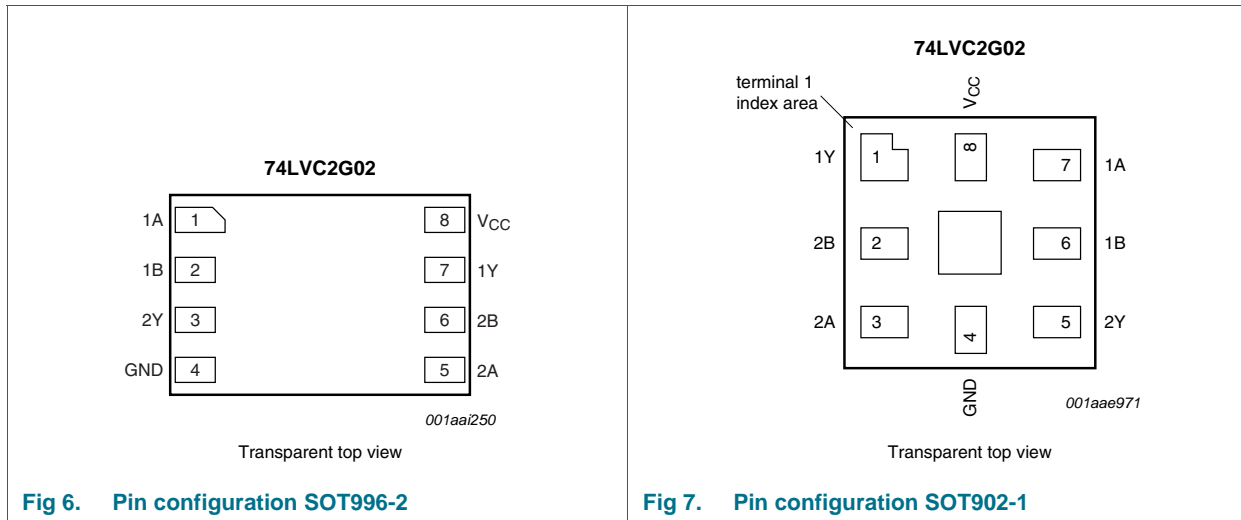 74LVC2G02
1A 1 8 VCC
1B 2 7 1Y
2Y 3 6 2B
GND 4 5 2A
001aai250
Transparent top view
Fig 6. Pin configuration SOT996-2
74LVC2G02
terminal 1
index area
VCC
1Y 1 8 7 1A
2B 2 6 1B
2A 3 4 5 2Y
GND
001aae971
Transparent top view
Fig 7. Pin configuration SOT902-1